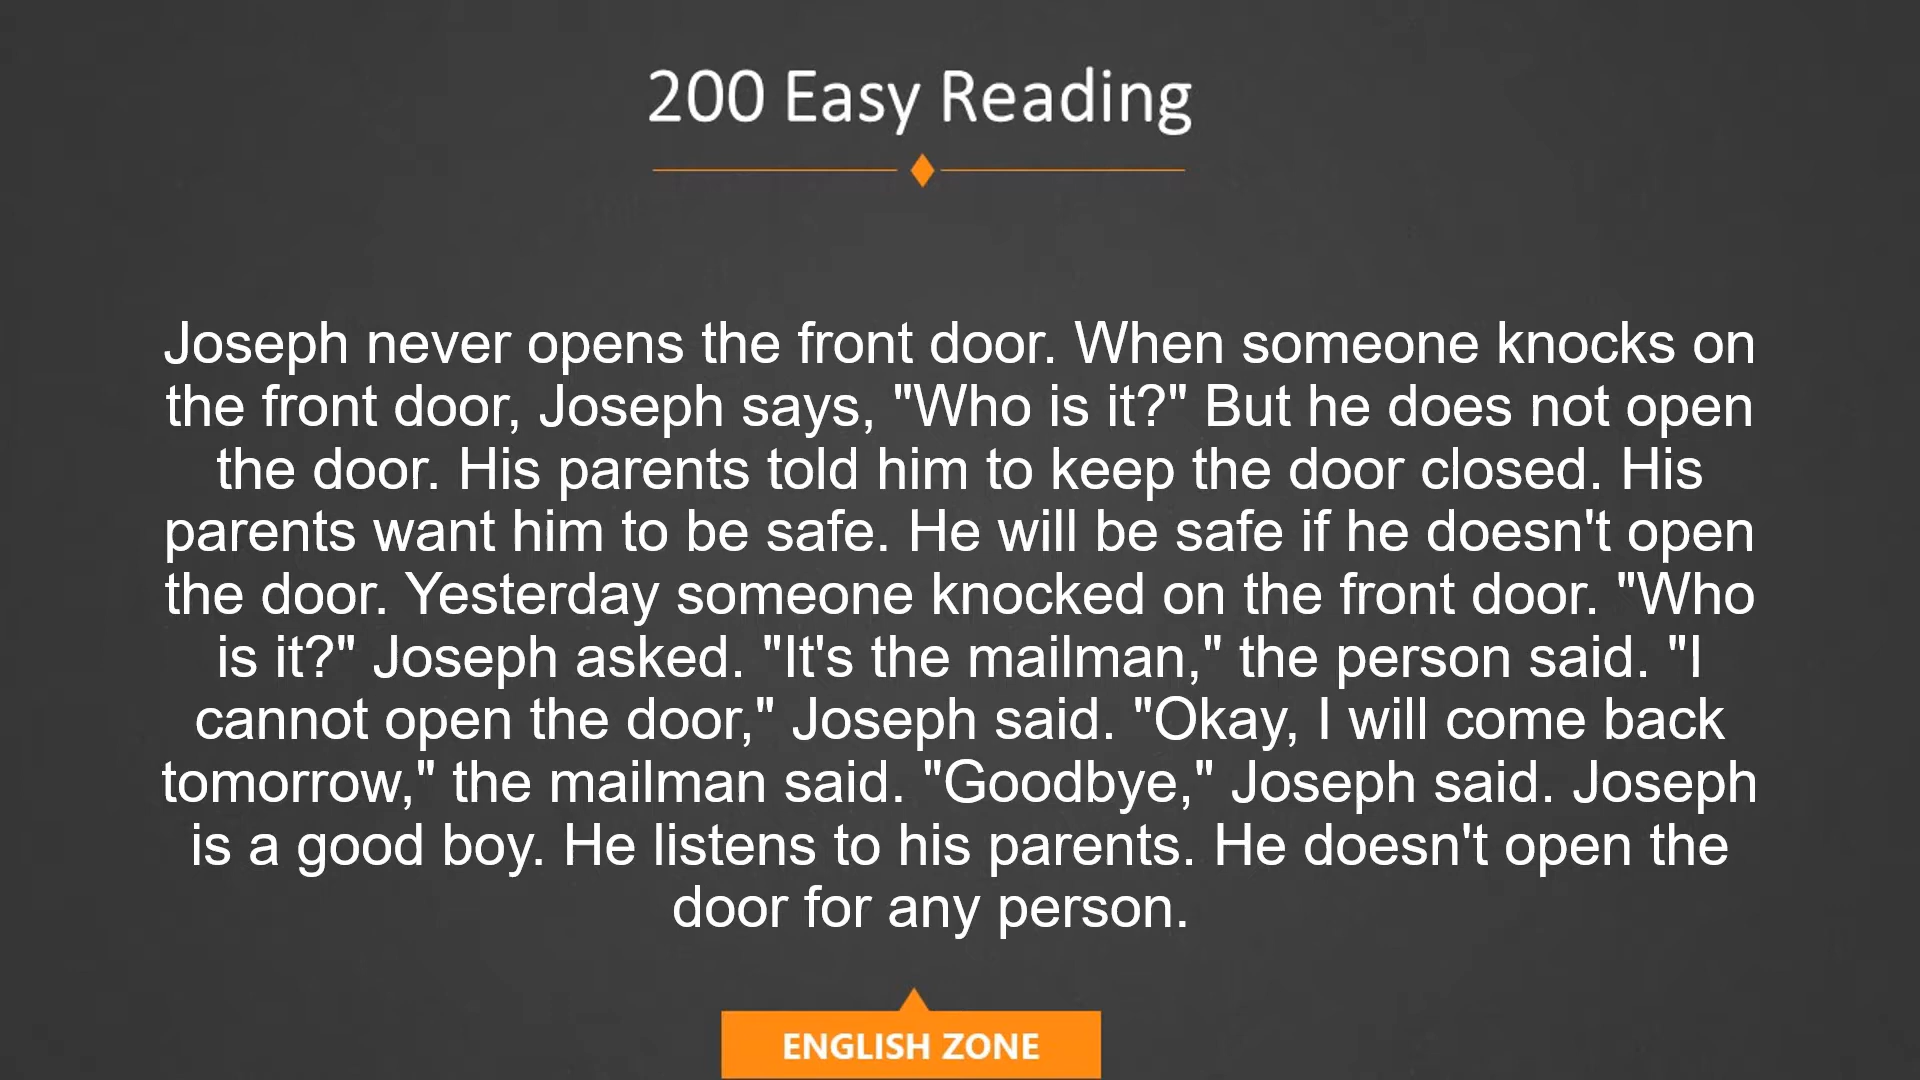 200 Easy Reading
Joseph never opens the front door. When someone knocks on
the front door, Joseph says, "Who is it?" But he does not open
the door. His parents told him to keep the door closed. His
parents want him to be safe. He will be safe if he doesn't open
the door. Yesterday someone knocked on the front door. "Who
is it?" Joseph asked. "It's the mailman," the person said. "I
cannot open the door," Joseph said. "Okay, I will come back
tomorrow," the mailman said. "Goodbye," Joseph said. Joseph
is a good boy. He listens to his parents. He doesn't open the
door for any person.
ENGLISH ZONE